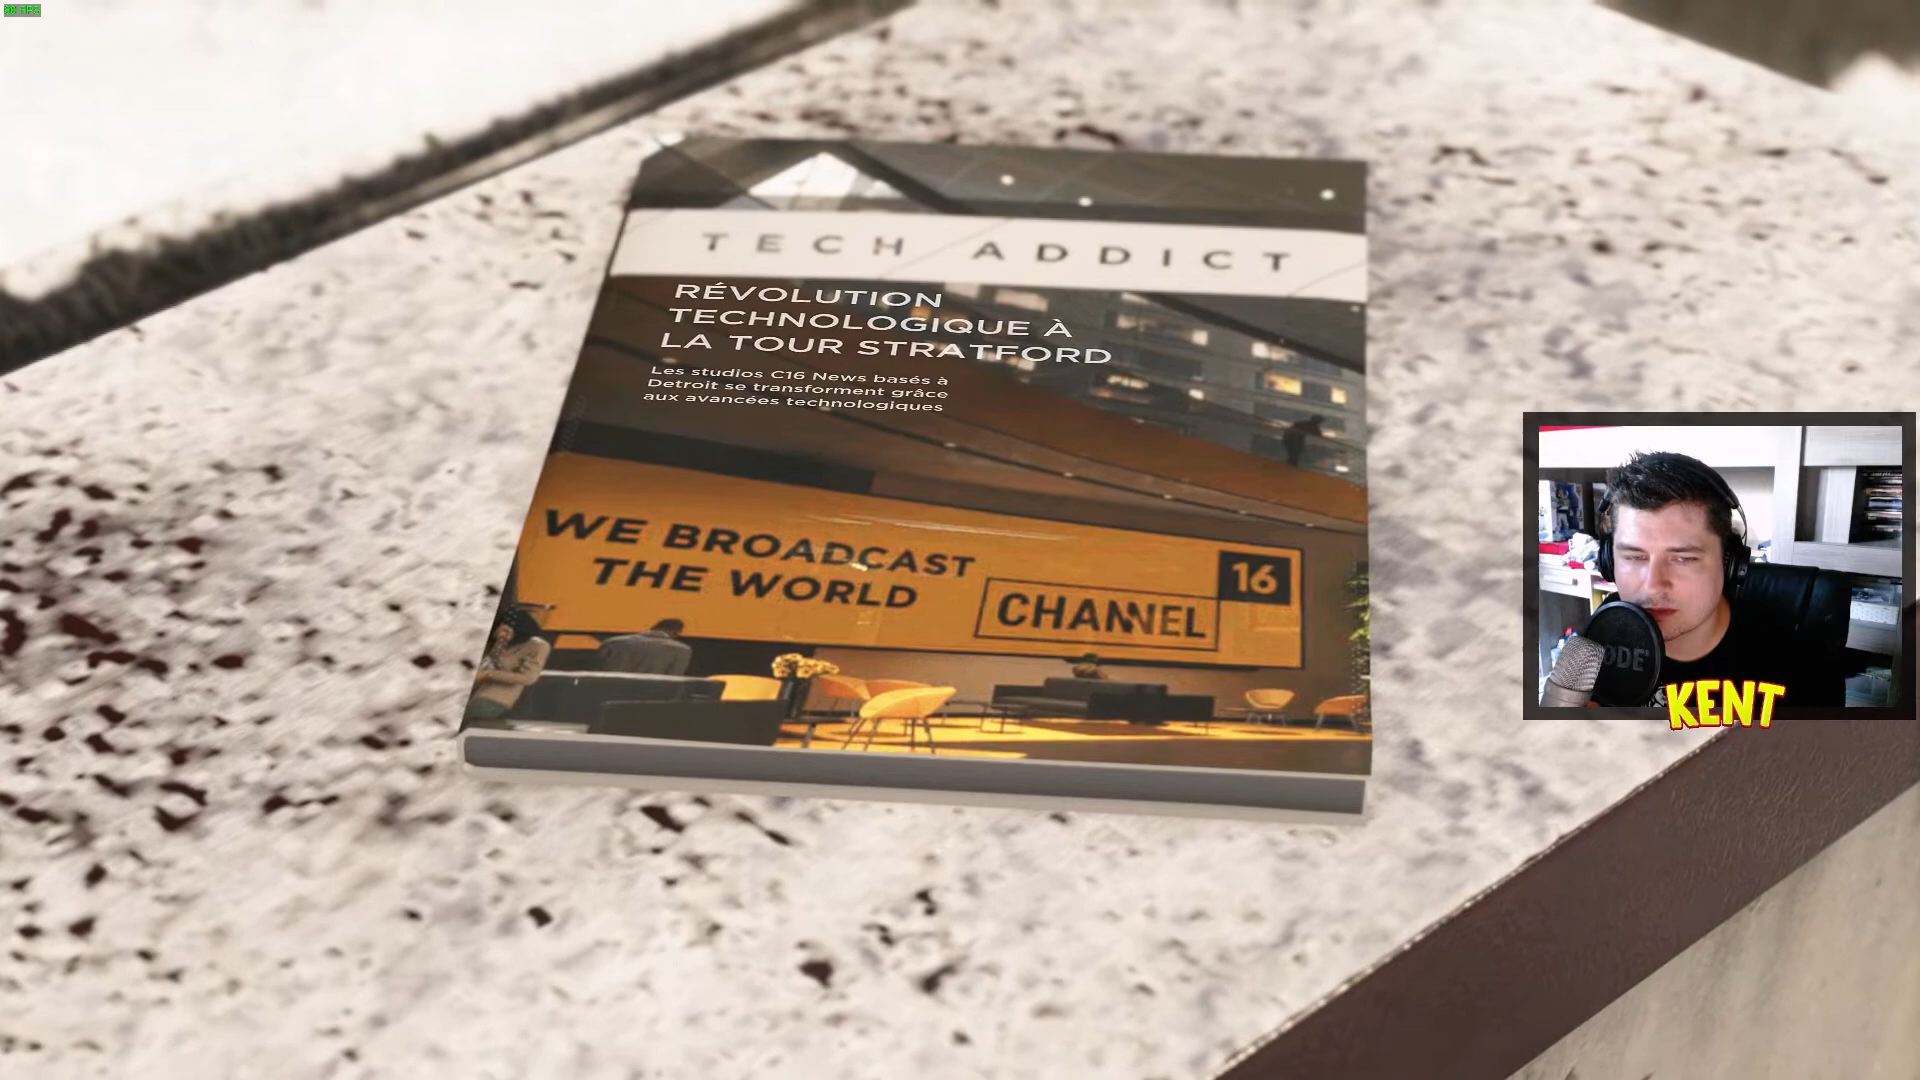 TECH ADDICT
RÉVOLUTION
TECHNOLOGIQUE À
LA TOUR STRATFORD
Les studios C16 News basés à
Detroit se transforment grâce
aux avancées technologiques
WE BROADCAST
THE WORLD
16
CHANNEL
KENT